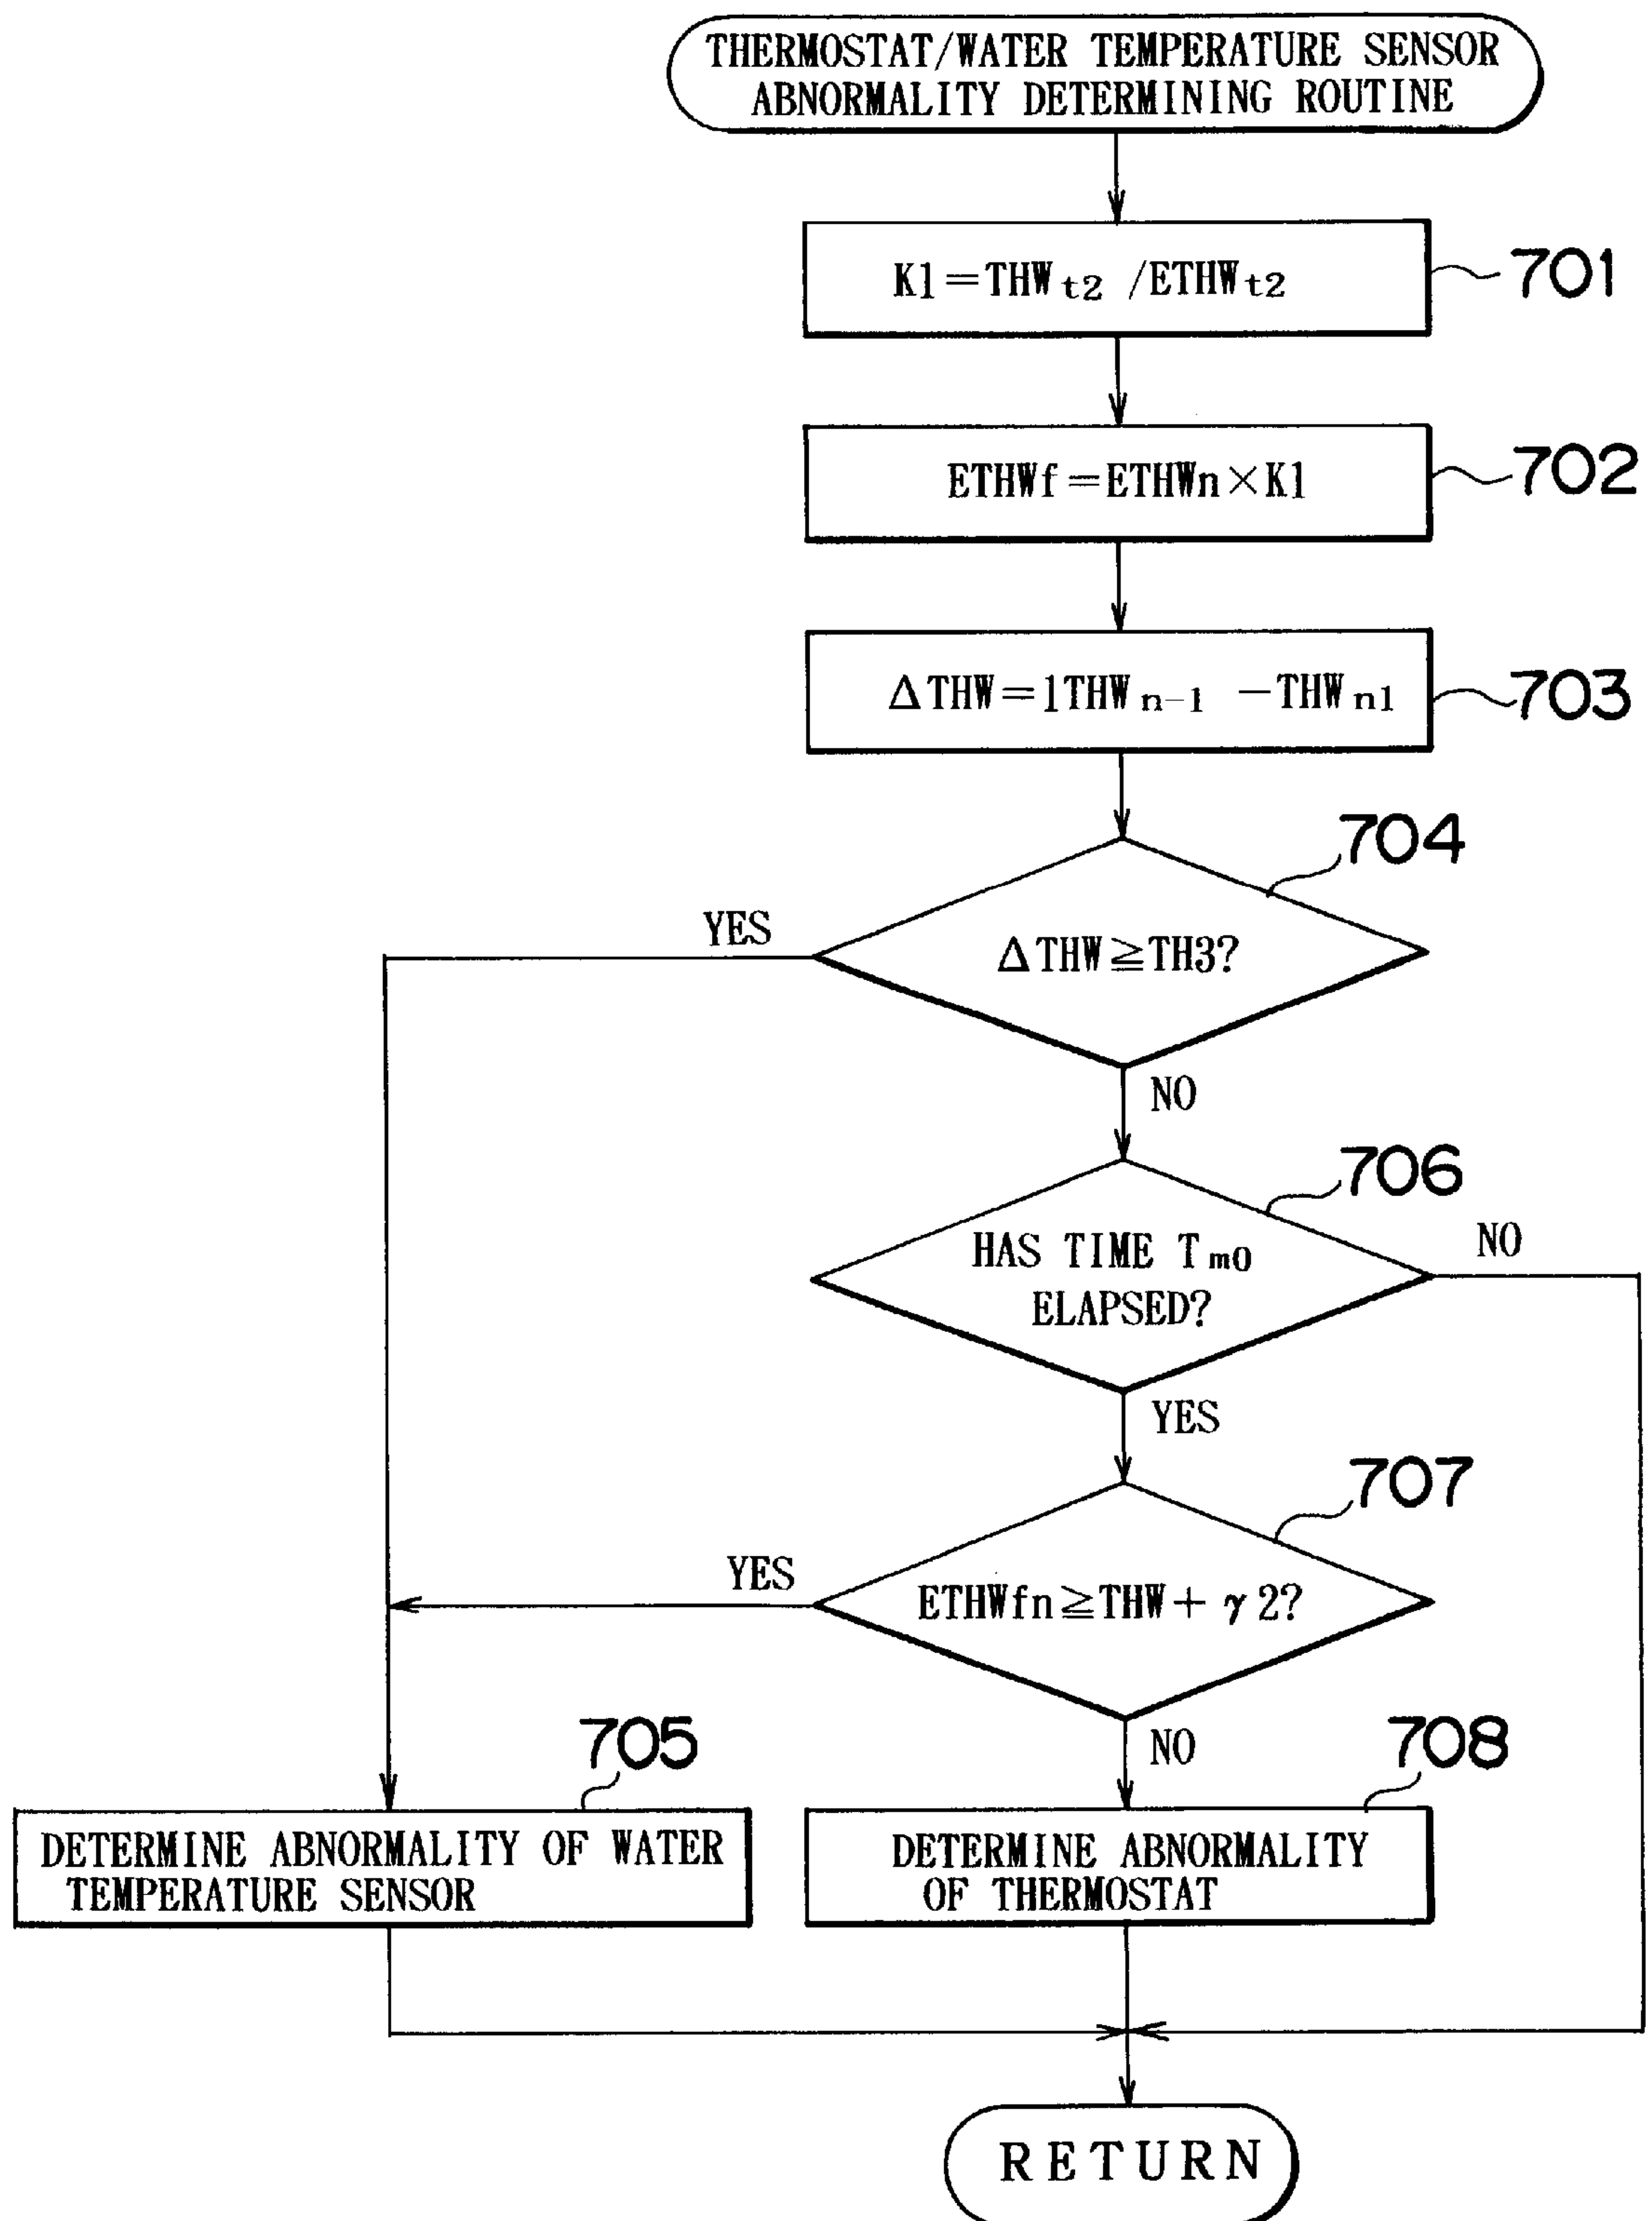 THERMOSTAT/WATER TEMPERATURE SENSOR
ABNORMALITY DETERMINING ROUTINE
K1=THWt2 /ETHWt2
701
ETHWf=ETHWn×K1
702
ΔTHW=1THWn-1 -THWn1
703
704
YES
ΔTHW≧TH3?
NO
706
HAS TIME Tm0
ELAPSED?
NO
YES
707
YES
ETHWfn≧THW+ γ2?
NO
705
708
DETERMINE ABNORMALITY OF WATER
TEMPERATURE SENSOR
DETERMINE ABNORMALITY
OF THERMOSTAT
RETURN